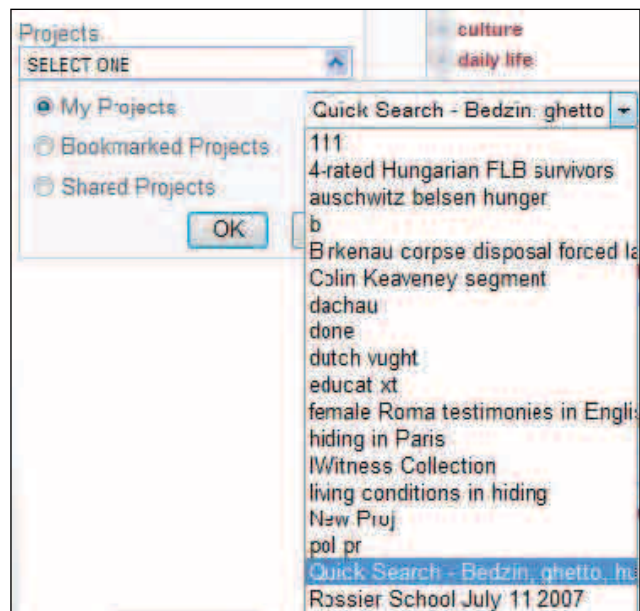 Projects
SELECT ONE
culture
daily life
My Projects
Bookmarked Projects
Shared Projects
OK
Quick Search - Bedzin, ghetto
111
4-rated Hungarian FLB survivors
auschwitz belsen hunger
b
Birkenau corpse disposal forced la
Colin Keaveney segment
dachau
done
dutch vught
educat xt
female Roma testimonies in Englis
hiding in Paris
IWitness Collection
living conditions in hiding
New Proj
pol pr
Quick Search - Bedzin, ghetto, hu
Rossier School July 11 2007